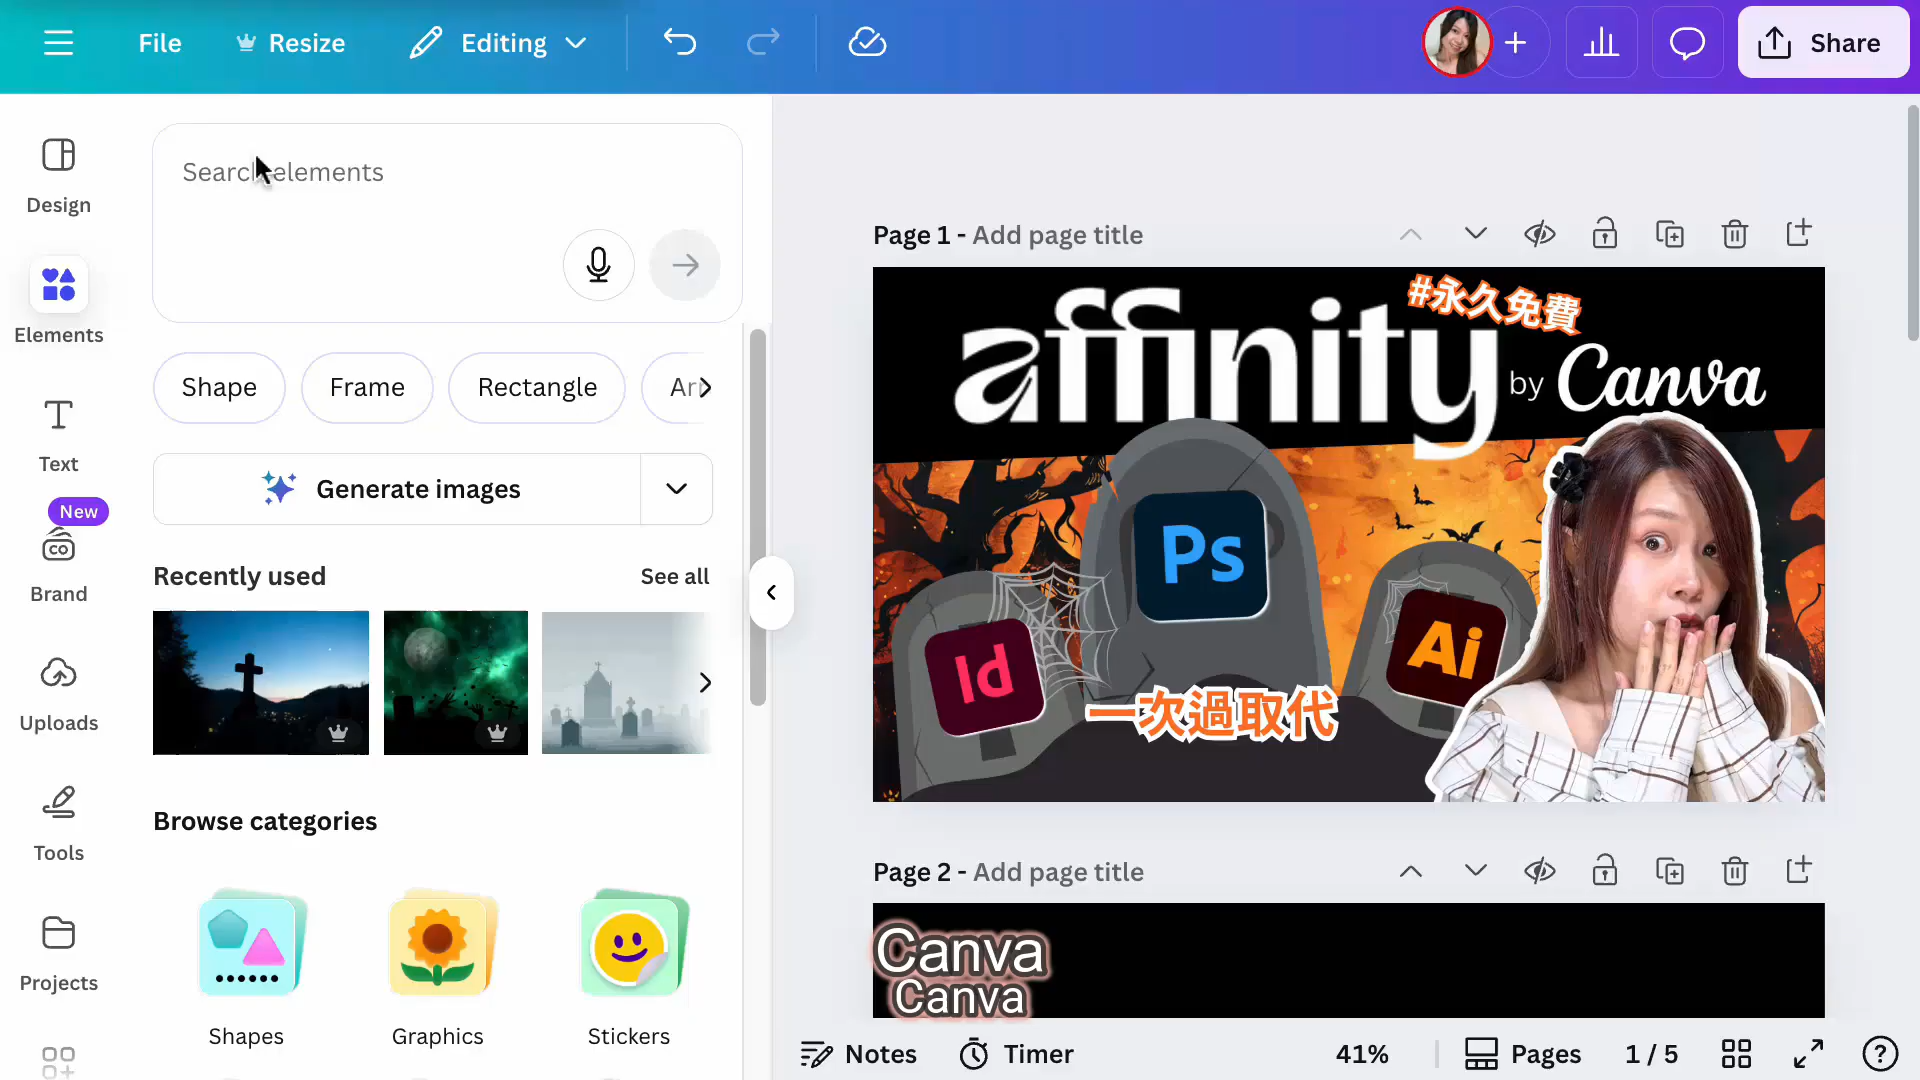 File
Resize
Editing
Share
Design
Elements
Text
New
Brand
Uploads
Tools
Projects
Search elements
Shape
Frame
Rectangle
Generate images
Recently used
See all
Browse categories
Shapes
Graphics
Stickers
Page 1 - Add page title
#永久免費
affinity by Canva
Ps
Id
Ai
一次過取代
Page 2 - Add page title
Canva
Canva
Notes
Timer
41%
Pages
1 / 5